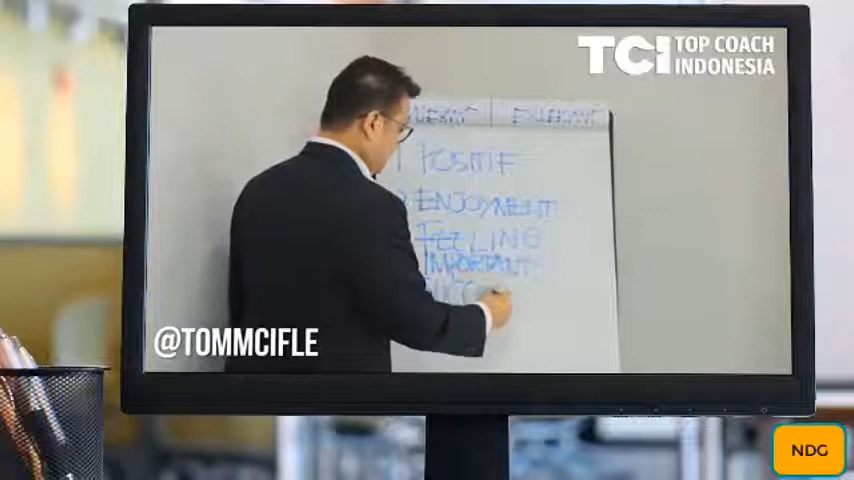 TCi TOP COACH
INDONESIA
POSITIF
ENJOYMENT
FEELING
IMPORTANT
@TOMMCIFLE
NDG